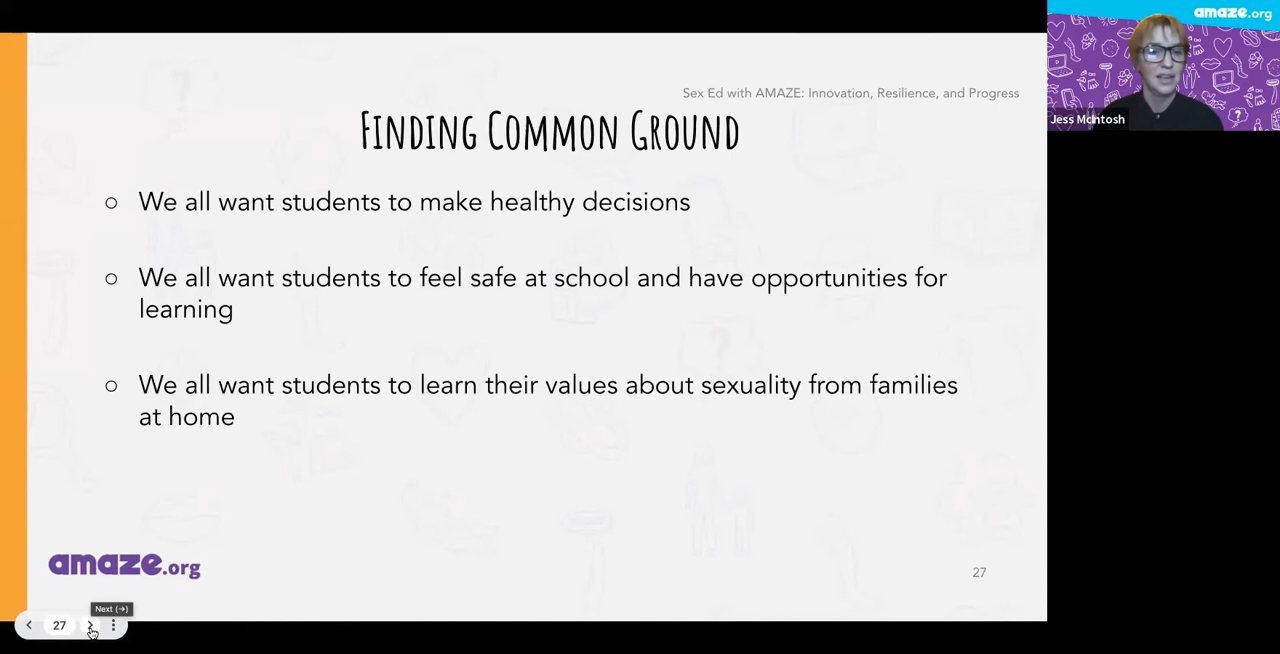 amaze.org
Sex Ed with AMAZE: Innovation, Resilience, and Progress
Jess McIntosh
FINDING COMMON GROUND
We all want students to make healthy decisions
We all want students to feel safe at school and have opportunities for
learning
We all want students to learn their values about sexuality from families
at home
amaze.org
27
Next (→)
27